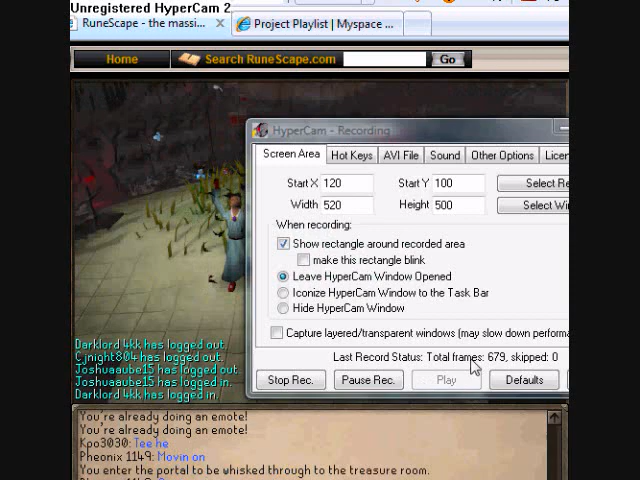 Unregistered HyperCam 2
RuneScape - the massi...
Project Playlist | Myspace ...
Home
Search RuneScape.com
Go
HyperCam - Recording
Screen Area
Hot Keys
AVI File
Sound
Other Options
Licen
Start X 120
Start Y 100
Select Re
Width 520
Height 500
Select Wi
When recording:
Show rectangle around recorded area
make this rectangle blink
Leave HyperCam Window Opened
Iconize HyperCam Window to the Task Bar
Hide HyperCam Window
Capture layered/transparent windows (may slow down performa
Last Record Status: Total frames: 679, skipped: 0
Stop Rec.
Pause Rec.
Play
Defaults
Darklord 4kk has logged out.
Cjnight804 has logged out.
Joshuaaube15 has logged out.
Joshuaaube15 has logged in.
Darklord 4kk has logged in.
You're already doing an emote!
You're already doing an emote!
Kpo3030: Tee he
Pheonix 1149: Movin on
You enter the portal to be whisked through to the treasure room.